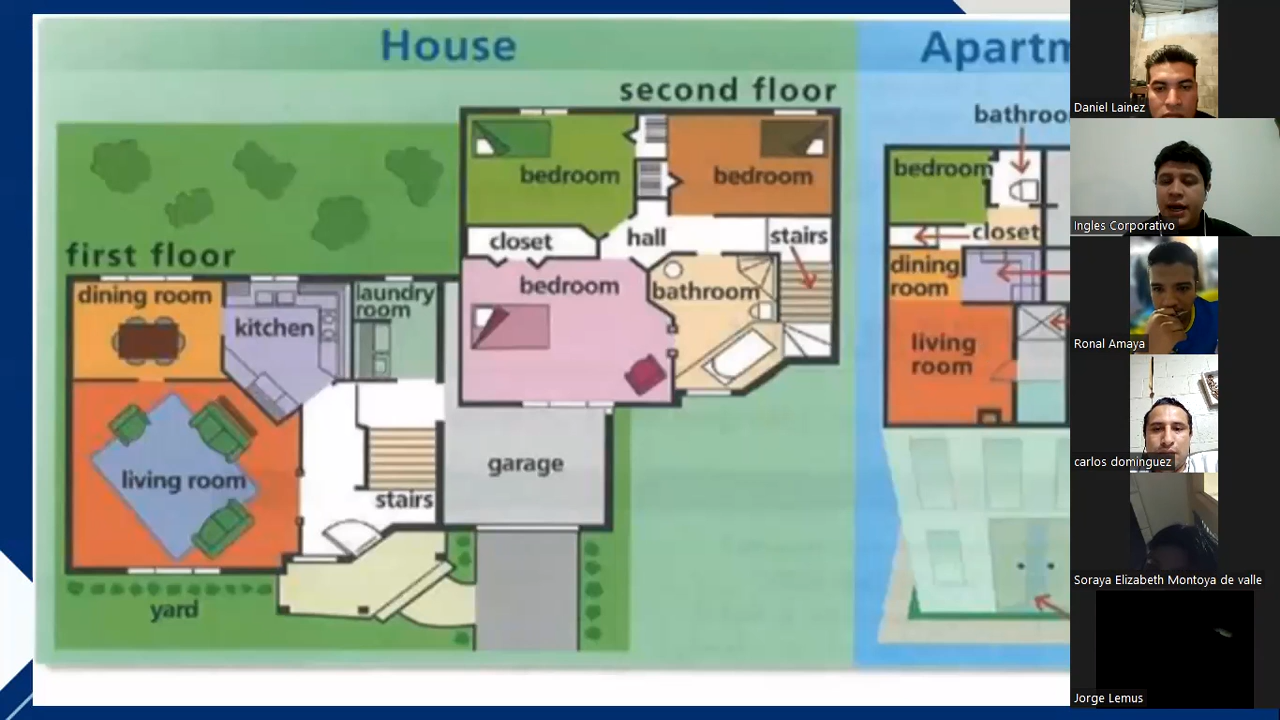 House
Apartm
second floor
bathroo
bedroom
bedroom
bedroom
closet
hall
stairs
closet
first floor
dining room
bedroom
dining
room
dining room
kitchen
laundry
room
bathroom
living
room
living room
garage
stairs
yard
Daniel Lainez
Ingles Corporativo
Ronal Amaya
carlos dominguez
Soraya Elizabeth Montoya de valle
Jorge Lemus